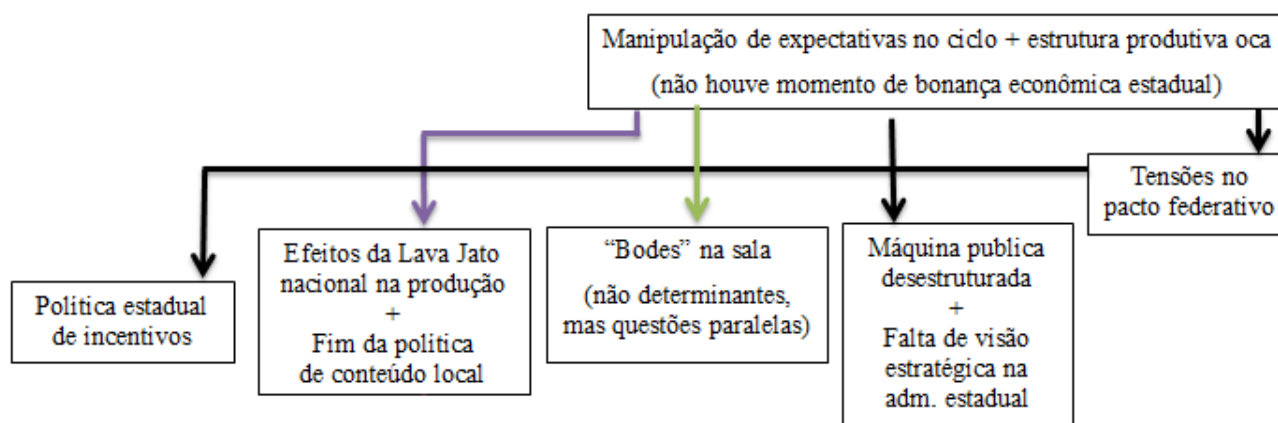 Manipulação de expectativas no ciclo + estrutura produtiva oca
(não houve momento de bonança econômica estadual)
Tensões no
pacto federativo
Política estadual
de incentivos
Efeitos da Lava Jato
nacional na produção
+
Fim da política
de conteúdo local
“Bodes” na sala
(não determinantes,
mas questões paralelas)
Máquina publica
desestruturada
+
Falta de visão
estratégica na
adm. estadual